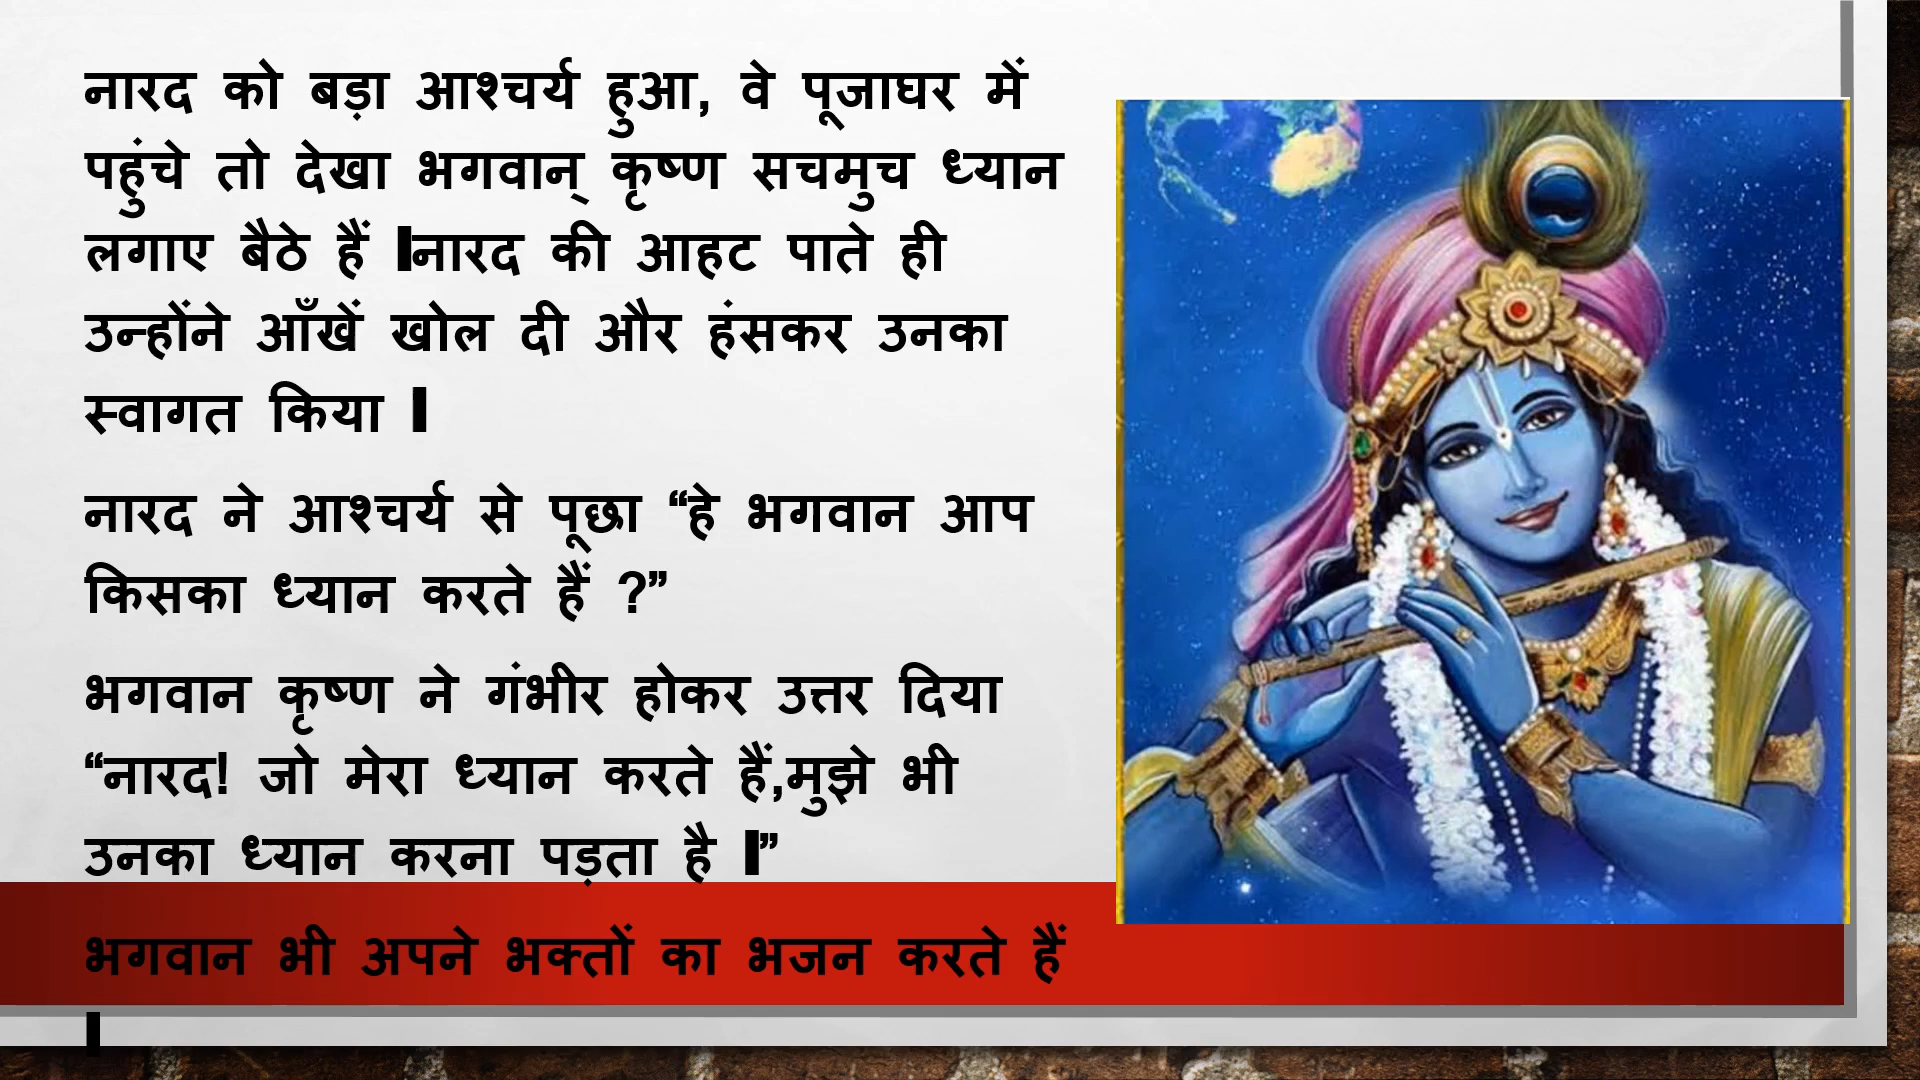 नारद को बड़ा आश्चर्य हुआ, वे पूजाघर में
पहुंचे तो देखा भगवान् कृष्ण सचमुच ध्यान
लगाए बैठे हैं |नारद की आहट पाते ही
उन्होंने आँखें खोल दी और हंसकर उनका
स्वागत किया |
नारद ने आश्चर्य से पूछा “हे भगवान आप
किसका ध्यान करते हैं ?”
भगवान कृष्ण ने गंभीर होकर उत्तर दिया
“नारद! जो मेरा ध्यान करते हैं,मुझे भी
उनका ध्यान करना पड़ता है |”
भगवान भी अपने भक्तों का भजन करते हैं
|